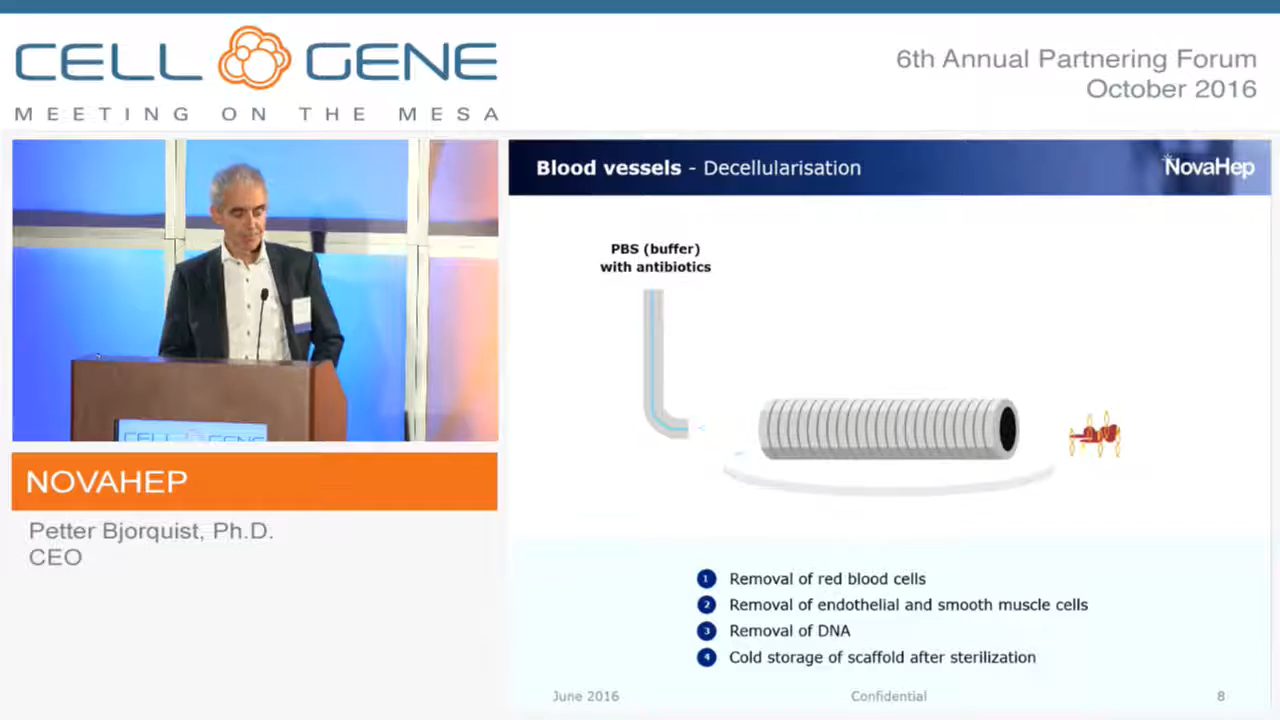 CELL GENE
MEETING ON THE MESA
6th Annual Partnering Forum
October 2016
Blood vessels - Decellularisation
NovaHep
PBS (buffer)
with antibiotics
CELL GENE
NOVAHEP
Petter Bjorquist, Ph.D.
CEO
1 Removal of red blood cells
2 Removal of endothelial and smooth muscle cells
3 Removal of DNA
4 Cold storage of scaffold after sterilization
June 2016
Confidential
8